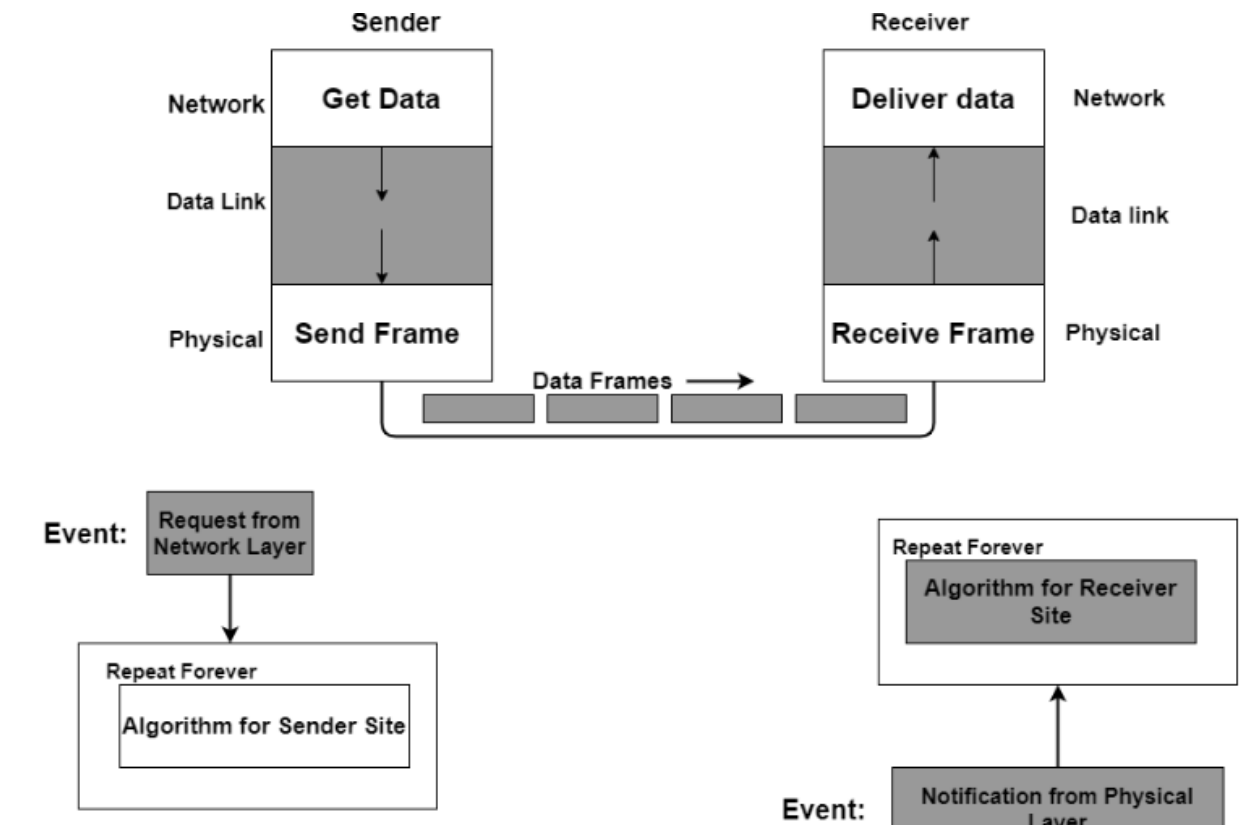 Sender
Receiver
Network
Get Data
Deliver data
Network
Data Link
Data link
Physical
Send Frame
Receive Frame
Physical
Data Frames
Event:
Request from
Network Layer
Repeat Forever
Algorithm for Sender Site
Repeat Forever
Algorithm for Receiver
Site
Event:
Notification from Physical
Layer